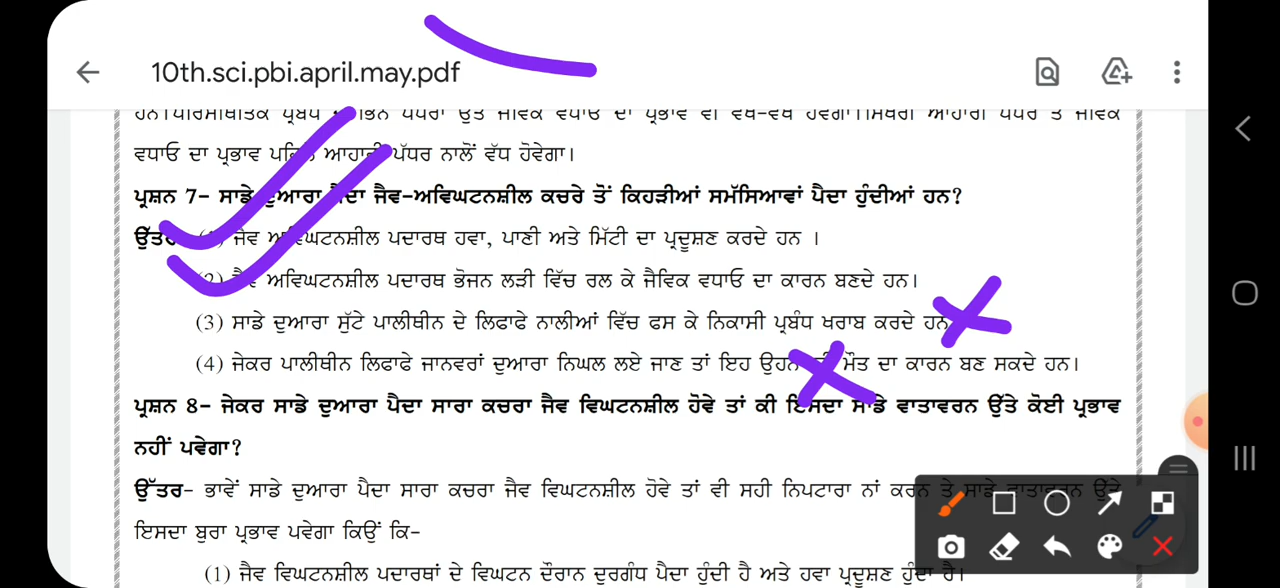 10th.sci.pbi.april.may.pdf
ਵਧਾਓ ਦਾ ਪ੍ਰਭਾਵ ਪਹਿਲੇ ਆਹਾਰੀ ਪੱਧਰ ਨਾਲੋਂ ਵੱਧ ਹੋਵੇਗਾ।
ਪ੍ਰਸ਼ਨ 7- ਸਾਡੇ ਦੁਆਰਾ ਪੈਦਾ ਜੈਵ-ਅਵਿਘਟਨਸ਼ੀਲ ਕਚਰੇ ਤੋਂ ਕਿਹੜੀਆਂ ਸਮੱਸਿਆਵਾਂ ਪੈਦਾ ਹੁੰਦੀਆਂ ਹਨ?
ਉੱਤਰ- (1) ਜੈਵ ਅਵਿਘਟਨਸ਼ੀਲ ਪਦਾਰਥ ਹਵਾ, ਪਾਣੀ ਅਤੇ ਮਿੱਟੀ ਦਾ ਪ੍ਰਦੂਸ਼ਣ ਕਰਦੇ ਹਨ ।
(2) ਜੈਵ ਅਵਿਘਟਨਸ਼ੀਲ ਪਦਾਰਥ ਭੋਜਨ ਲੜੀ ਵਿੱਚ ਰਲ ਕੇ ਜੈਵਿਕ ਵਧਾਓ ਦਾ ਕਾਰਨ ਬਣਦੇ ਹਨ।
(3) ਸਾਡੇ ਦੁਆਰਾ ਸੁੱਟੇ ਪਾਲੀਥੀਨ ਦੇ ਲਿਫਾਫੇ ਨਾਲੀਆਂ ਵਿੱਚ ਫਸ ਕੇ ਨਿਕਾਸੀ ਪ੍ਰਬੰਧ ਖਰਾਬ ਕਰਦੇ ਹਨ
(4) ਜੇਕਰ ਪਾਲੀਥੀਨ ਲਿਫਾਫੇ ਜਾਨਵਰਾਂ ਦੁਆਰਾ ਨਿਘਲ ਲਏ ਜਾਣ ਤਾਂ ਇਹ ਉਹਨਾਂ ਦੀ ਮੌਤ ਦਾ ਕਾਰਨ ਬਣ ਸਕਦੇ ਹਨ।
ਪ੍ਰਸ਼ਨ 8- ਜੇਕਰ ਸਾਡੇ ਦੁਆਰਾ ਪੈਦਾ ਸਾਰਾ ਕਚਰਾ ਜੈਵ ਵਿਘਟਨਸ਼ੀਲ ਹੋਵੇ ਤਾਂ ਕੀ ਇਸਦਾ ਸਾਡੇ ਵਾਤਾਵਰਨ ਉੱਤੇ ਕੋਈ ਪ੍ਰਭਾਵ
ਨਹੀਂ ਪਵੇਗਾ?
ਉੱਤਰ- ਭਾਵੇਂ ਸਾਡੇ ਦੁਆਰਾ ਪੈਦਾ ਸਾਰਾ ਕਚਰਾ ਜੈਵ ਵਿਘਟਨਸ਼ੀਲ ਹੋਵੇ ਤਾਂ ਵੀ ਸਹੀ ਨਿਪਟਾਰਾ ਨਾਂ ਕਰਨ ਤੇ ਸਾਡੇ ਵਾਤਾਵਰਨ ਉੱਤੇ
ਇਸਦਾ ਬੁਰਾ ਪ੍ਰਭਾਵ ਪਵੇਗਾ ਕਿਉਂ ਕਿ-
(1) ਜੈਵ ਵਿਘਟਨਸ਼ੀਲ ਪਦਾਰਥਾਂ ਦੇ ਵਿਘਟਨ ਦੌਰਾਨ ਦੁਰਗੰਧ ਪੈਦਾ ਹੁੰਦੀ ਹੈ ਅਤੇ ਹਵਾ ਪ੍ਰਦੂਸ਼ਣ ਹੁੰਦਾ ਹੈ।